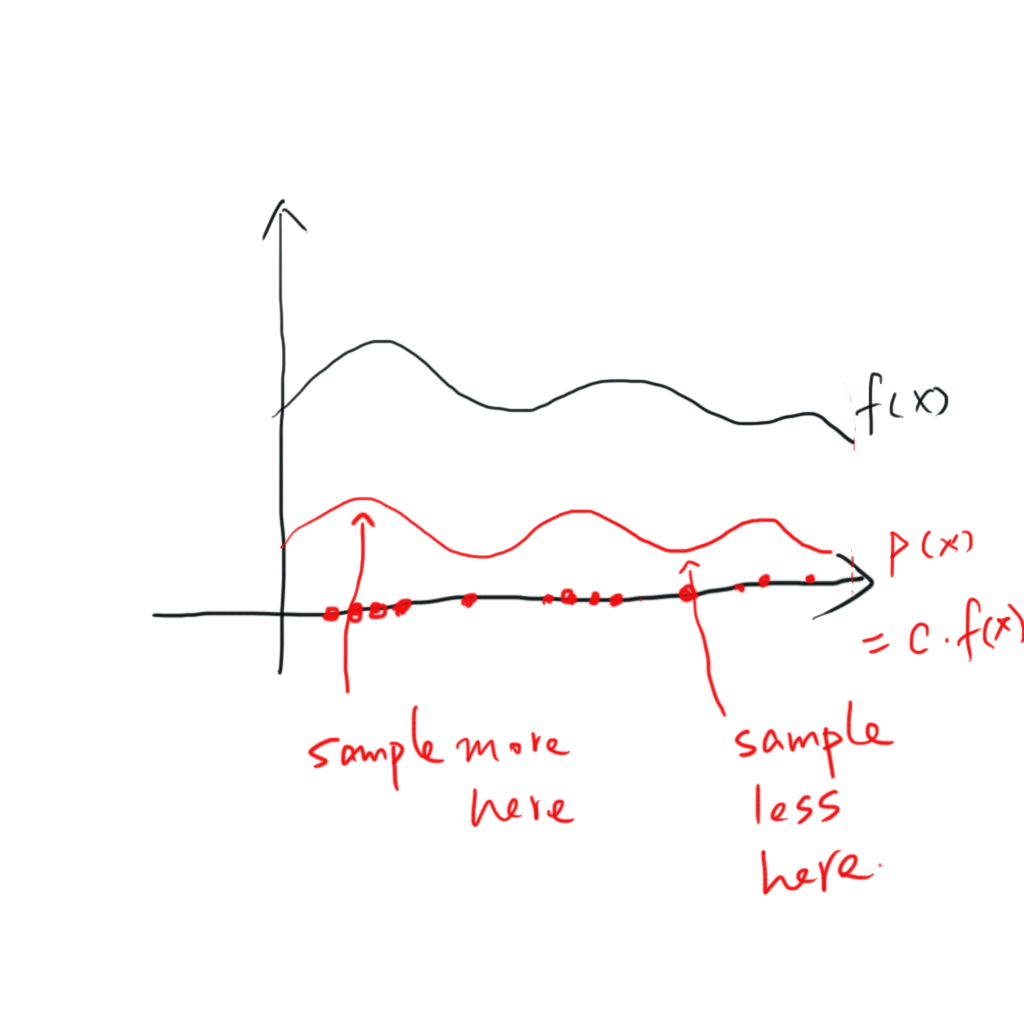 f(x)
p(x)
= c·f(x)
sample more
here
sample
less
here.